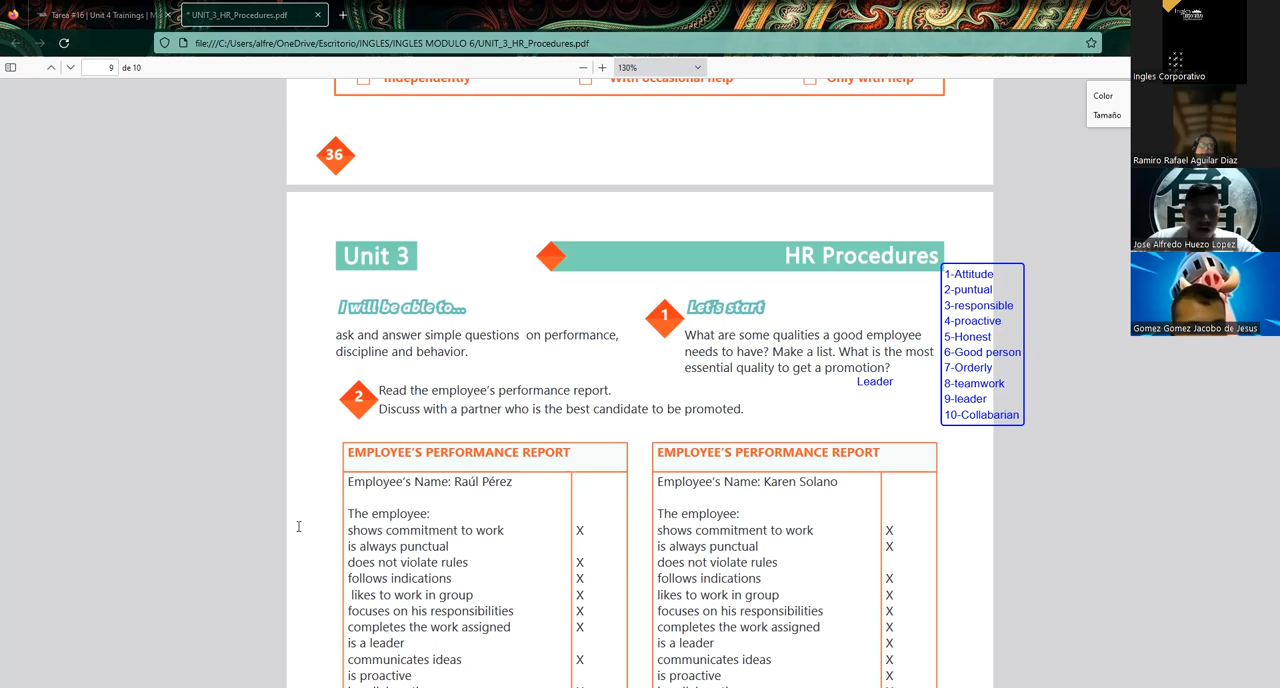 Tarea #16 | Unit 4 Trainings | M
UNIT_3_HR_Procedures.pdf
file:///C:/Users/alfre/OneDrive/Escritorio/INGLES/INGLES MODULO 6/UNIT_3_HR_Procedures.pdf
9 de 10
130%
Independently With occasional help Only with help
Color
Tamaño
Ingles Corporativo
Ramiro Rafael Aguilar Diaz
Jose Alfredo Huezo Lopez
Gomez Gomez Jacobo de Jesus
36
Unit 3
HR Procedures
I will be able to...
ask and answer simple questions on performance,
discipline and behavior.
1
Let's start
What are some qualities a good employee
needs to have? Make a list. What is the most
essential quality to get a promotion?
Leader
1-Attitude
2-puntual
3-responsible
4-proactive
5-Honest
6-Good person
7-Orderly
8-teamwork
9-leader
10-Collabarian
2
Read the employee's performance report.
Discuss with a partner who is the best candidate to be promoted.
EMPLOYEE'S PERFORMANCE REPORT
Employee's Name: Raúl Pérez
The employee:
shows commitment to work X
is always punctual
does not violate rules X
follows indications X
likes to work in group X
focuses on his responsibilities X
completes the work assigned X
is a leader
communicates ideas X
is proactive
EMPLOYEE'S PERFORMANCE REPORT
Employee's Name: Karen Solano
The employee:
shows commitment to work X
is always punctual X
does not violate rules
follows indications X
likes to work in group X
focuses on his responsibilities X
completes the work assigned X
is a leader X
communicates ideas X
is proactive X